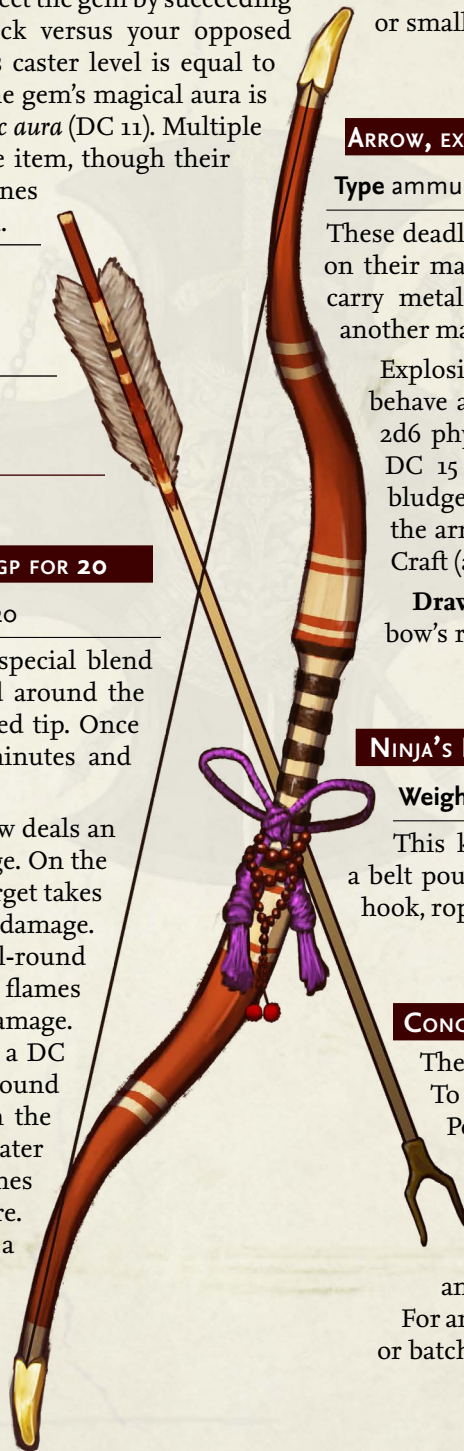 eet the gem by succeeding
ck versus your opposed
s caster level is equal to
e gem's magical aura is
c aura (DC 11). Multiple
e item, though their
nes
GP FOR 20
20
special blend
l around the
ed tip. Once
inutes and
w deals an
ge. On the
rget takes
damage.
l-round
flames
amage.
a DC
ound
n the
ater
nes
re.
a
or small
ARROW, EX
Type ammu
These deadl
on their ma
carry metal
another ma
Explosi
behave a
2d6 phy
DC 15
bludge
the arr
Craft (a
Draw
bow's r
NINJA'S
Weigh
This k
a belt pou
hook, rop
CONC
The
To
Pe
an
For an
or batch